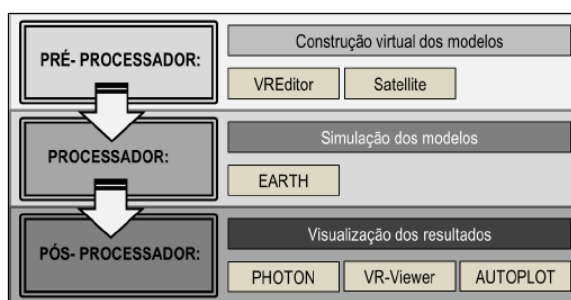 PRÉ- PROCESSADOR:
Construção virtual dos modelos
VREditor Satellite
PROCESSADOR:
Simulação dos modelos
EARTH
PÓS- PROCESSADOR:
Visualização dos resultados
PHOTON VR-Viewer AUTOPLOT